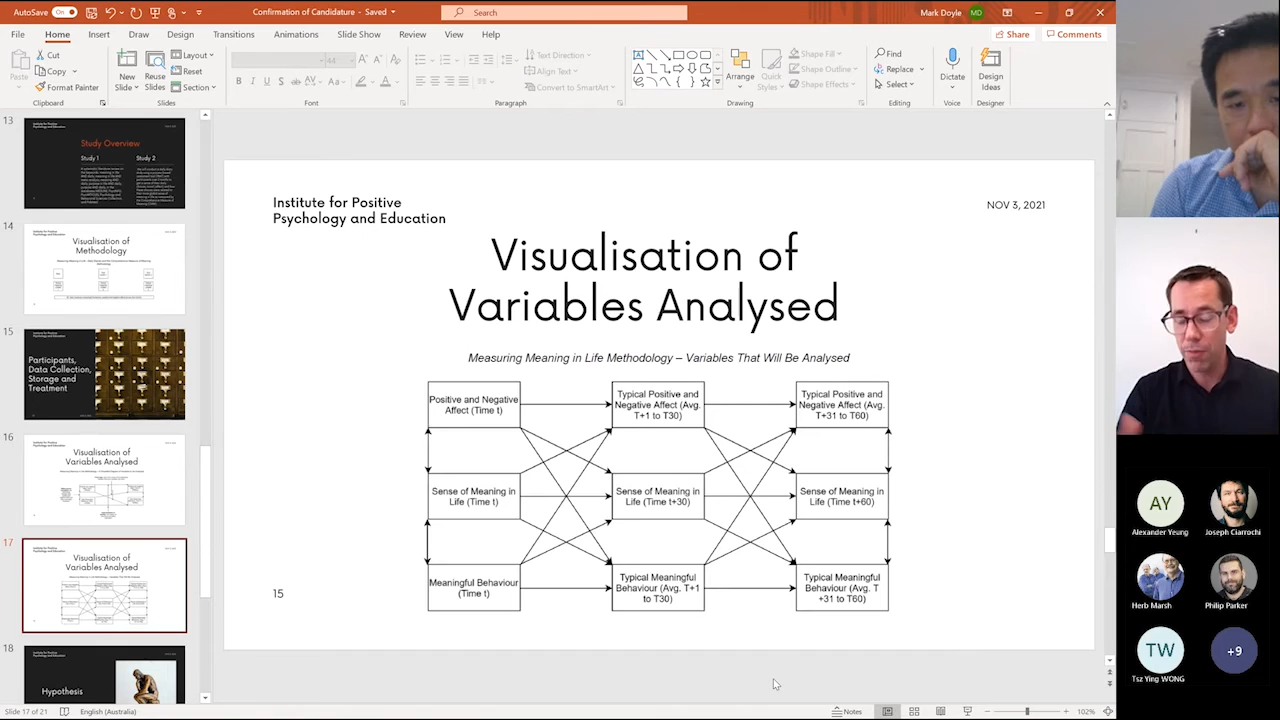 AutoSave
On
Confirmation of Candidature - Saved
Search
Mark Doyle
MD
File
Home
Insert
Draw
Design
Transitions
Animations
Slide Show
Review
View
Help
Share
Comments
Paste
Cut
Copy
Format Painter
Clipboard
New
Slide
Reuse
Slides
Layout
Reset
Section
Slides
44
Font
Text Direction
Align Text
Convert to SmartArt
Paragraph
Arrange
Quick
Styles
Shape Fill
Shape Outline
Shape Effects
Drawing
Find
Replace
Select
Editing
Dictate
Voice
Design
Ideas
Designer
13
Study Overview
Study 1
Study 2
14
Visualisation of
Methodology
15
Participants,
Data Collection,
Storage and
Treatment
16
Visualisation of
Variables Analysed
17
Visualisation of
Variables Analysed
18
Hypothesis
Institute for Positive
Psychology and Education
NOV 3, 2021
Visualisation of
Variables Analysed
Measuring Meaning in Life Methodology – Variables That Will Be Analysed
Positive and Negative
Affect (Time t)
Typical Positive and
Negative Affect (Avg.
T+1 to T30)
Typical Positive and
Negative Affect (Avg.
T+31 to T60)
Sense of Meaning in
Life (Time t)
Sense of Meaning in
Life (Time t+30)
Sense of Meaning in
Life (Time t+60)
Meaningful Behaviour
(Time t)
Typical Meaningful
Behaviour (Avg. T+1
to T30)
Typical Meaningful
Behaviour (Avg. T
+31 to T60)
15
AY
Alexander Yeung
Joseph Ciarrochi
Herb Marsh
Philip Parker
TW
Tsz Ying WONG
+9
Slide 17 of 21
English (Australia)
Notes
102%